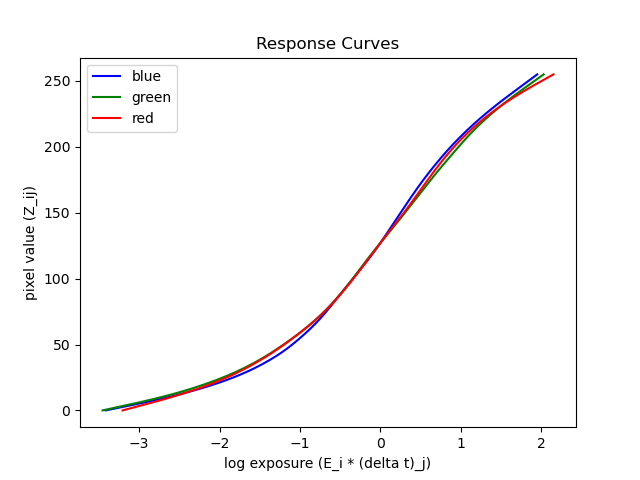 Response Curves
blue
green
red
250
200
150
100
50
0
pixel value (Z_ij)
−3
−2
−1
0
1
2
log exposure (E_i * (delta t)_j)